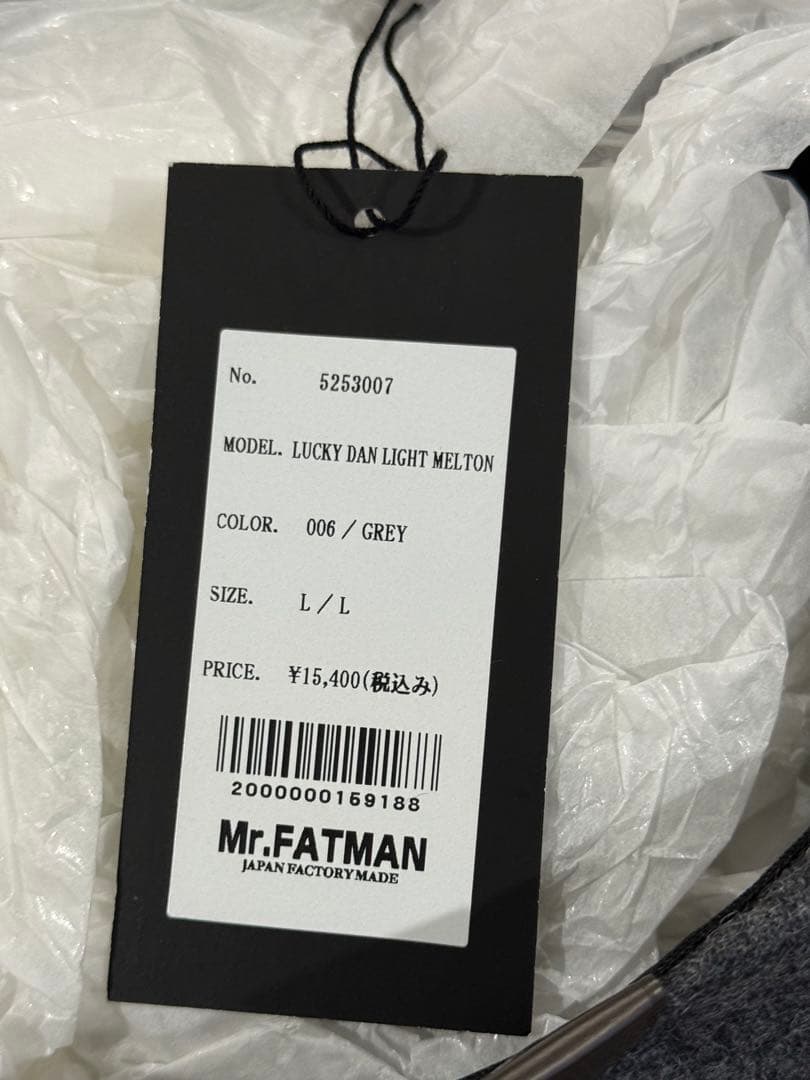 No. 5253007
MODEL. LUCKY DAN LIGHT MELTON
COLOR. 006 / GREY
SIZE. L / L
PRICE. ¥15,400(税込み)
2000000159188
Mr.FATMAN
JAPAN FACTORY MADE